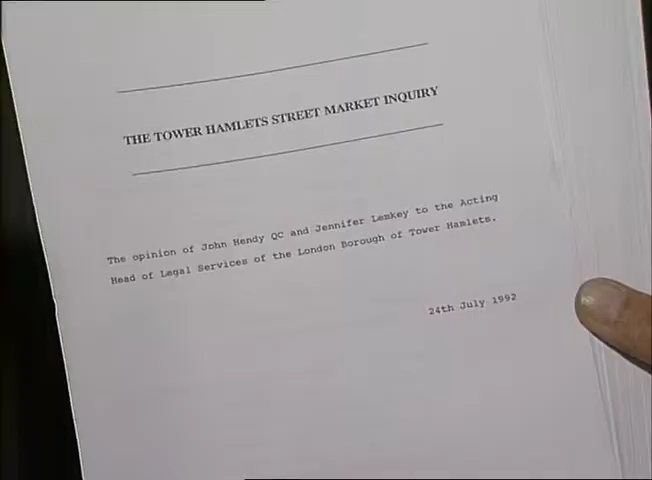 THE TOWER HAMLETS STREET MARKET INQUIRY
The opinion of John Hendy QC and Jennifer Lemkey to the Acting
Head of Legal Services of the London Borough of Tower Hamlets.
24th July 1992